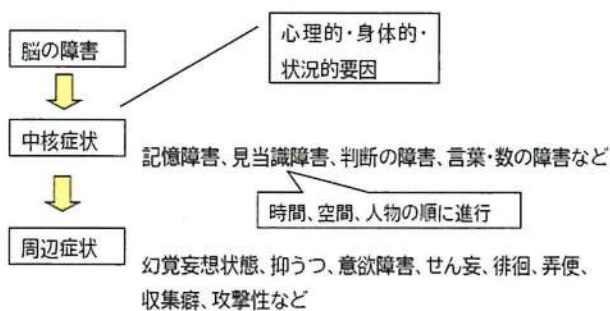 心理的・身体的・
状況的要因
脳の障害
中核症状
記憶障害、見当識障害、判断の障害、言葉・数の障害など
時間、空間、人物の順に進行
周辺症状
幻覚妄想状態、抑うつ、意欲障害、せん妄、徘徊、弄便、
収集癖、攻撃性など